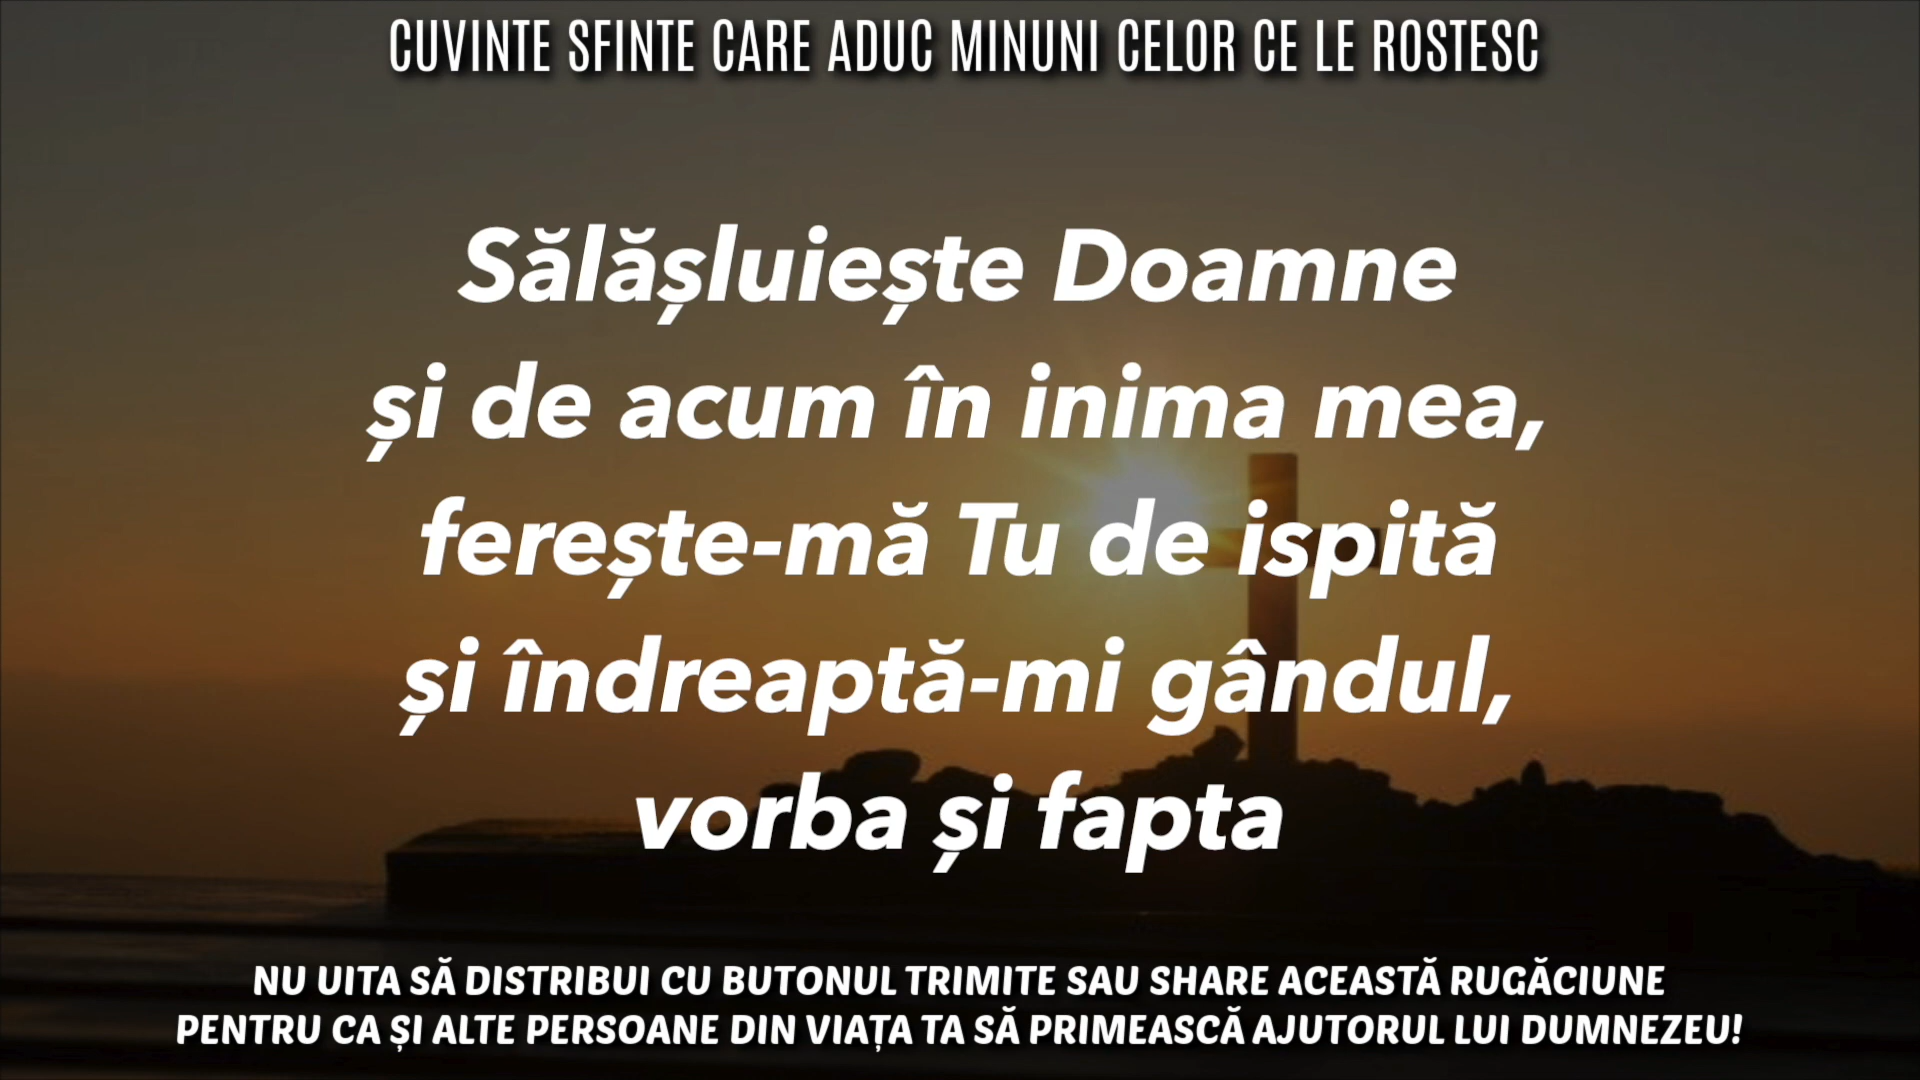 CUVINTE SFINTE CARE ADUC MINUNI CELOR CE LE ROSTESC
Sălășluiește Doamne
și de acum în inima mea,
ferește-mă Tu de ispită
și îndreaptă-mi gândul,
vorba și fapta
NU UITA SĂ DISTRIBUI CU BUTONUL TRIMITE SAU SHARE ACEASTĂ RUGĂCIUNE
PENTRU CA ȘI ALTE PERSOANE DIN VIAȚA TA SĂ PRIMEASCĂ AJUTORUL LUI DUMNEZEU!